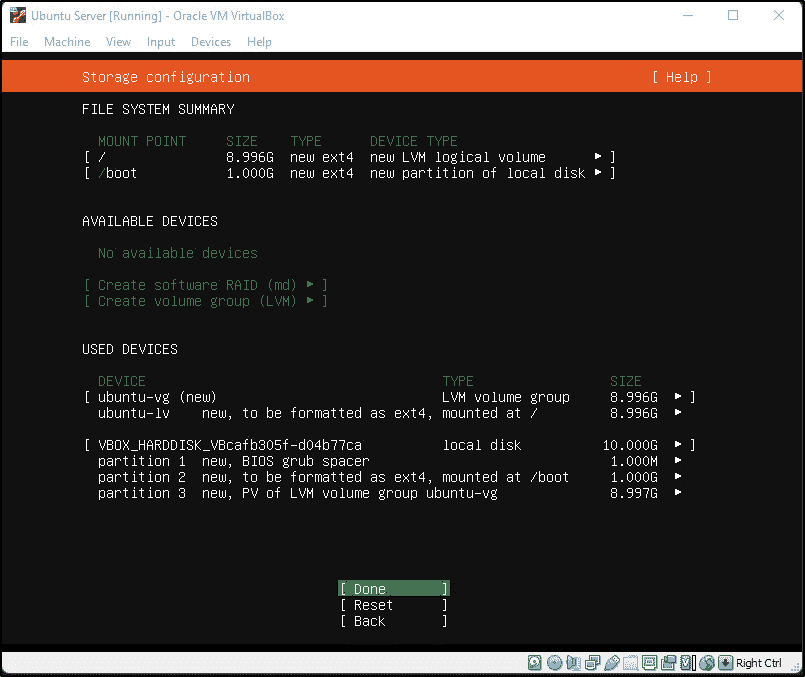 Ubuntu Server [Running] - Oracle VM VirtualBox
File Machine View Input Devices Help
Storage configuration [ Help ]
FILE SYSTEM SUMMARY
MOUNT POINT SIZE TYPE DEVICE TYPE
[ / 8.996G new ext4 new LVM logical volume ▸ ]
[ /boot 1.000G new ext4 new partition of local disk ▸ ]
AVAILABLE DEVICES
No available devices
[ Create software RAID (md) ▸ ]
[ Create volume group (LVM) ▸ ]
USED DEVICES
DEVICE TYPE SIZE
[ ubuntu-vg (new) LVM volume group 8.996G ▸ ]
ubuntu-lv new, to be formatted as ext4, mounted at / 8.996G ▸
[ VBOX_HARDDISK_VBcafb305f-d04b77ca local disk 10.000G ▸ ]
partition 1 new, BIOS grub spacer 1.000M ▸
partition 2 new, to be formatted as ext4, mounted at /boot 1.000G ▸
partition 3 new, PV of LVM volume group ubuntu-vg 8.997G ▸
[ Done ]
[ Reset ]
[ Back ]
Right Ctrl